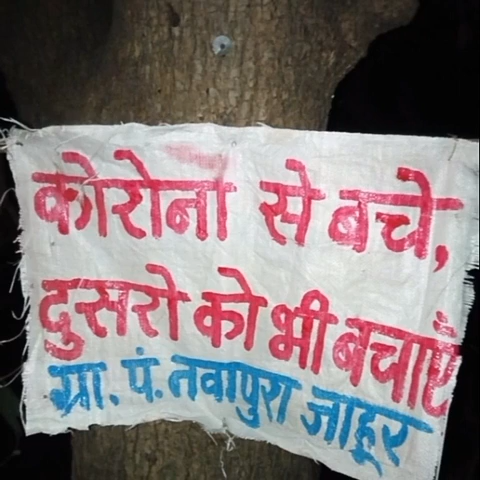 कोरोना से बचे,
दुसरो को भी बचाएँ
ग्रा. पं. तवापुरा जाहूर